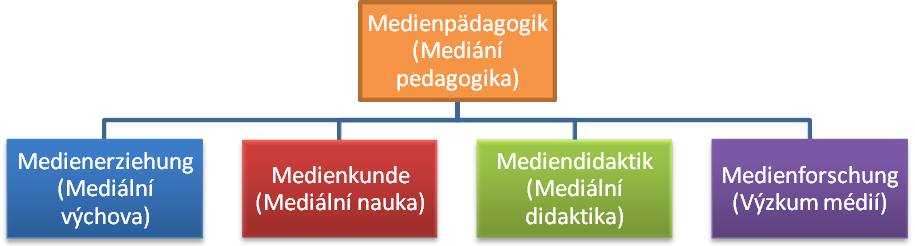 Medienpädagogik
(Mediání
pedagogika)
Medienerziehung
(Mediální
výchova)
Medienkunde
(Mediální nauka)
Mediendidaktik
(Mediální
didaktika)
Medienforschung
(Výzkum médií)